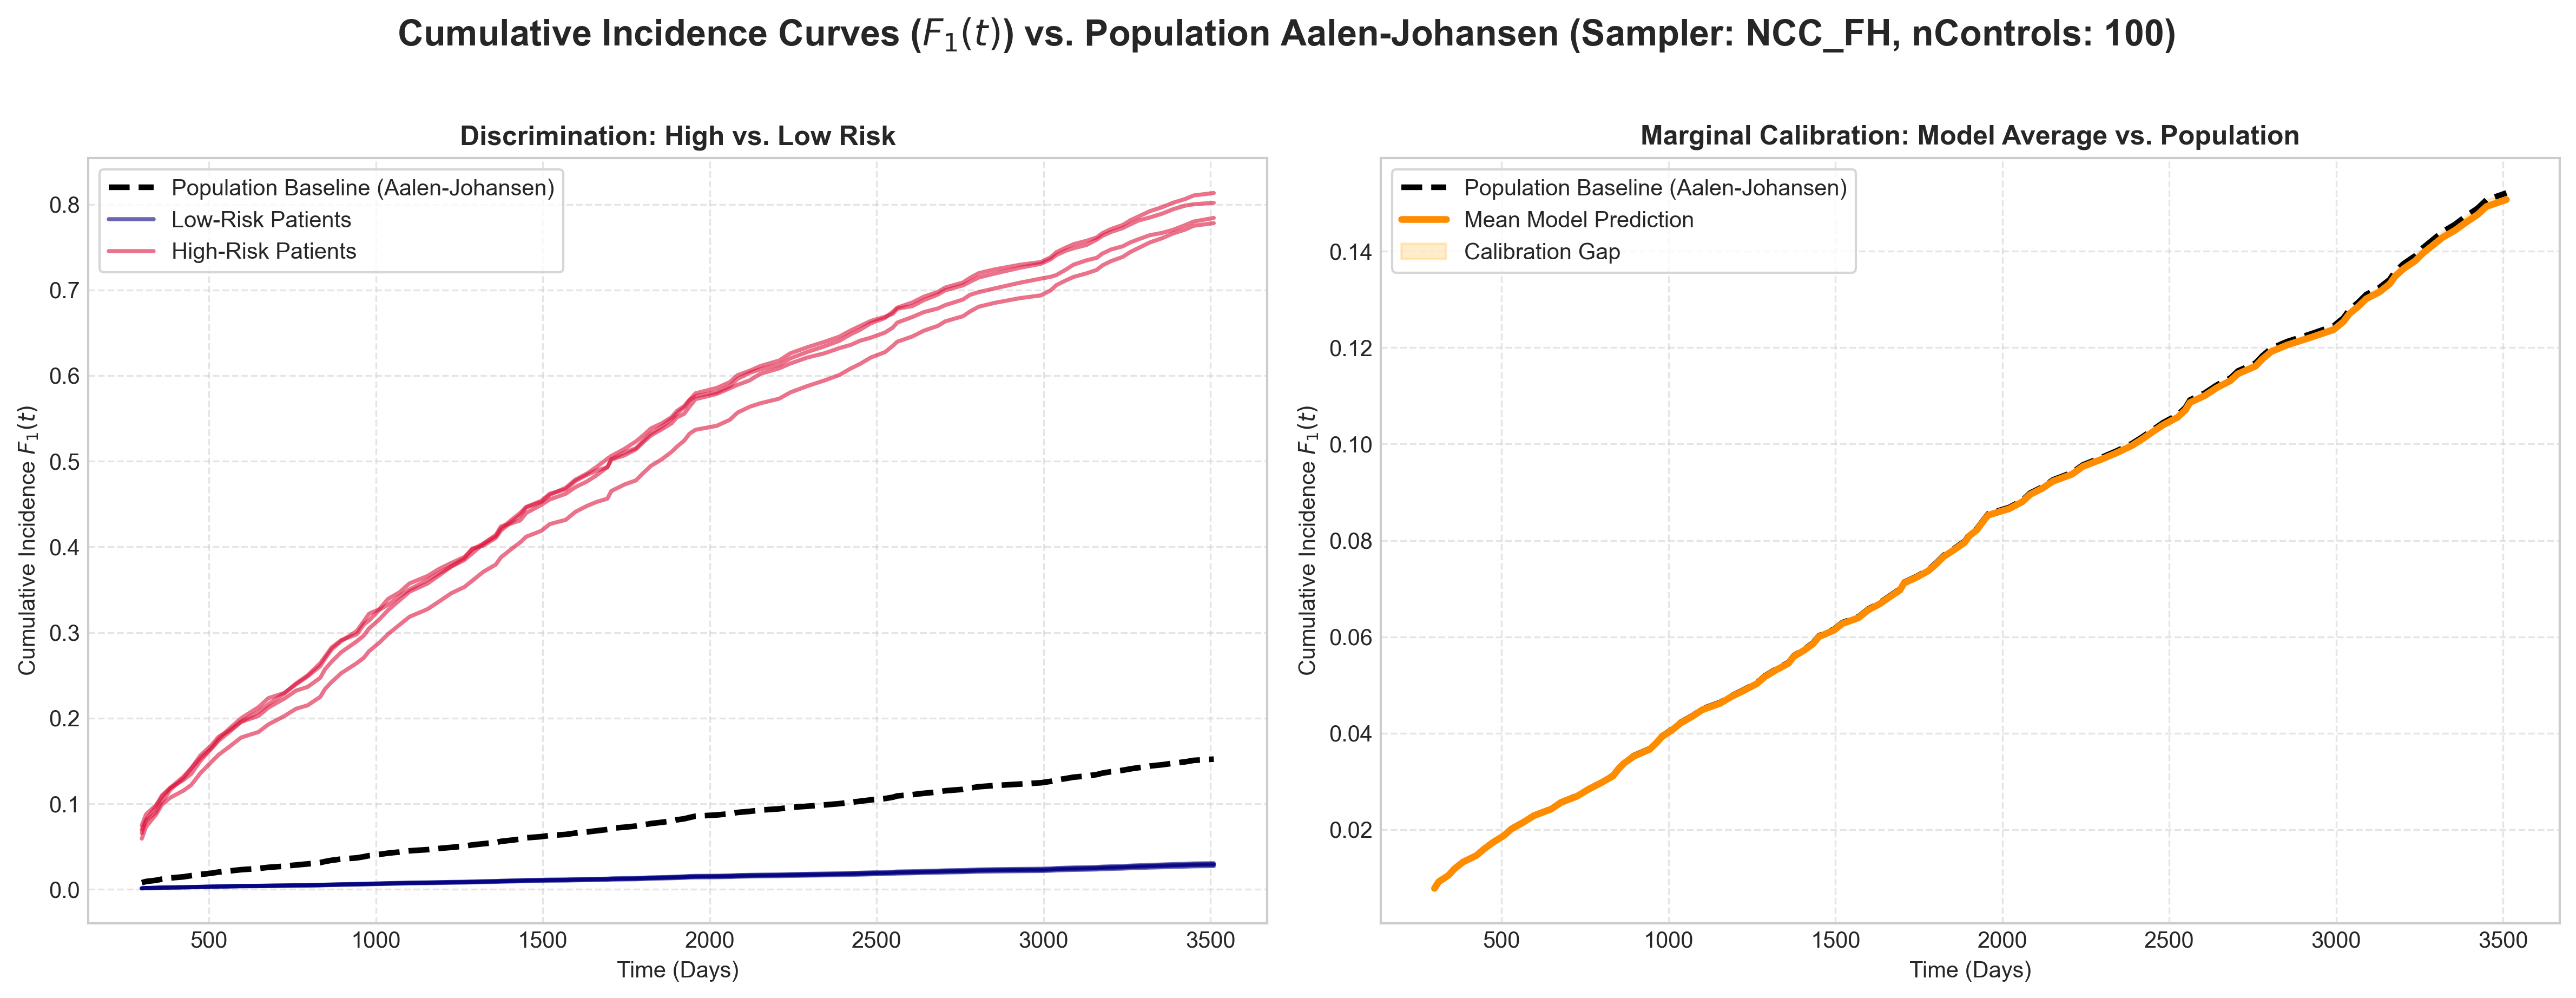 Cumulative Incidence Curves (F₁(t)) vs. Population Aalen-Johansen (Sampler: NCC_FH, nControls: 100)
Discrimination: High vs. Low Risk
Population Baseline (Aalen-Johansen)
Low-Risk Patients
High-Risk Patients
Cumulative Incidence F₁(t)
0.8
0.7
0.6
0.5
0.4
0.3
0.2
0.1
0.0
500 1000 1500 2000 2500 3000 3500
Time (Days)
Marginal Calibration: Model Average vs. Population
Population Baseline (Aalen-Johansen)
Mean Model Prediction
Calibration Gap
Cumulative Incidence F₁(t)
0.14
0.12
0.10
0.08
0.06
0.04
0.02
500 1000 1500 2000 2500 3000 3500
Time (Days)